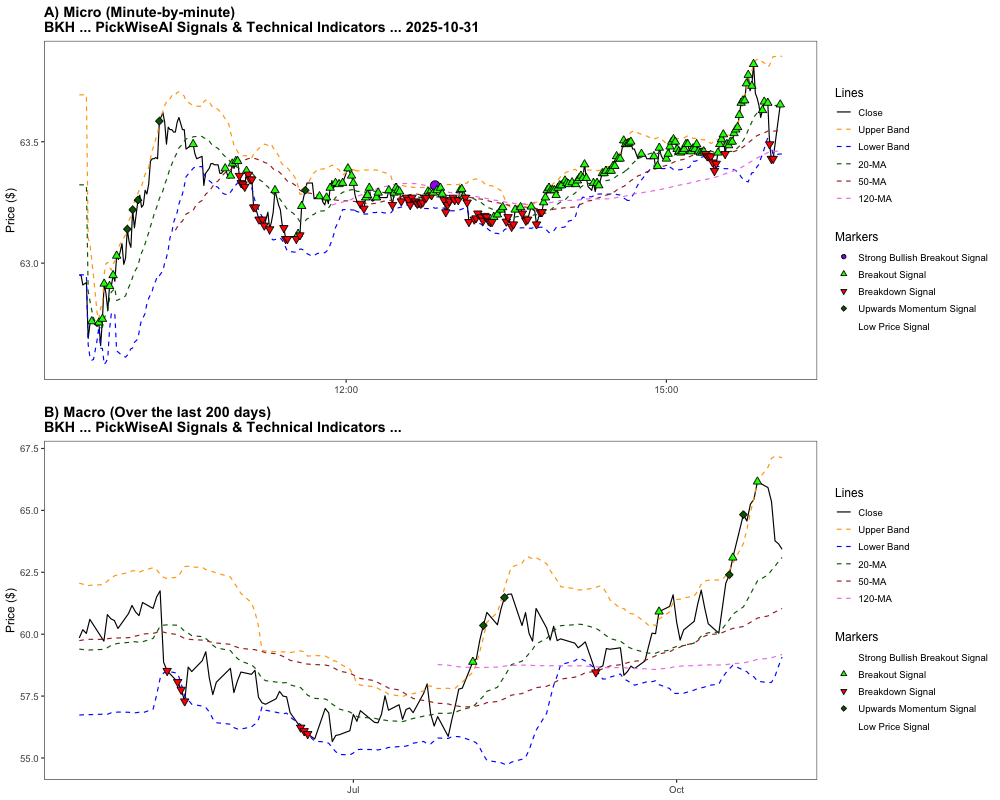 A) Micro (Minute-by-minute)
BKH ... PickWiseAI Signals & Technical Indicators ... 2025-10-31
Price ($)
63.5
63.0
12:00
15:00
Lines
Close
Upper Band
Lower Band
20-MA
50-MA
120-MA
Markers
Strong Bullish Breakout Signal
Breakout Signal
Breakdown Signal
Upwards Momentum Signal
Low Price Signal
B) Macro (Over the last 200 days)
BKH ... PickWiseAI Signals & Technical Indicators ...
Price ($)
67.5
65.0
62.5
60.0
57.5
55.0
Jul
Oct
Lines
Close
Upper Band
Lower Band
20-MA
50-MA
120-MA
Markers
Strong Bullish Breakout Signal
Breakout Signal
Breakdown Signal
Upwards Momentum Signal
Low Price Signal